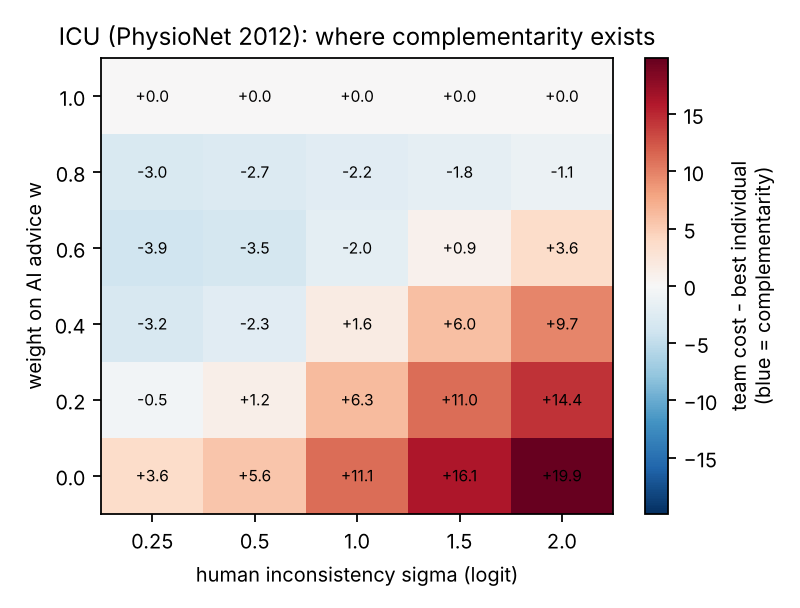 ICU (PhysioNet 2012): where complementarity exists
weight on AI advice w
1.0 +0.0 +0.0 +0.0 +0.0 +0.0
0.8 -3.0 -2.7 -2.2 -1.8 -1.1
0.6 -3.9 -3.5 -2.0 +0.9 +3.6
0.4 -3.2 -2.3 +1.6 +6.0 +9.7
0.2 -0.5 +1.2 +6.3 +11.0 +14.4
0.0 +3.6 +5.6 +11.1 +16.1 +19.9
0.25 0.5 1.0 1.5 2.0
human inconsistency sigma (logit)
15
10
5
0
−5
−10
−15
team cost - best individual
(blue = complementarity)